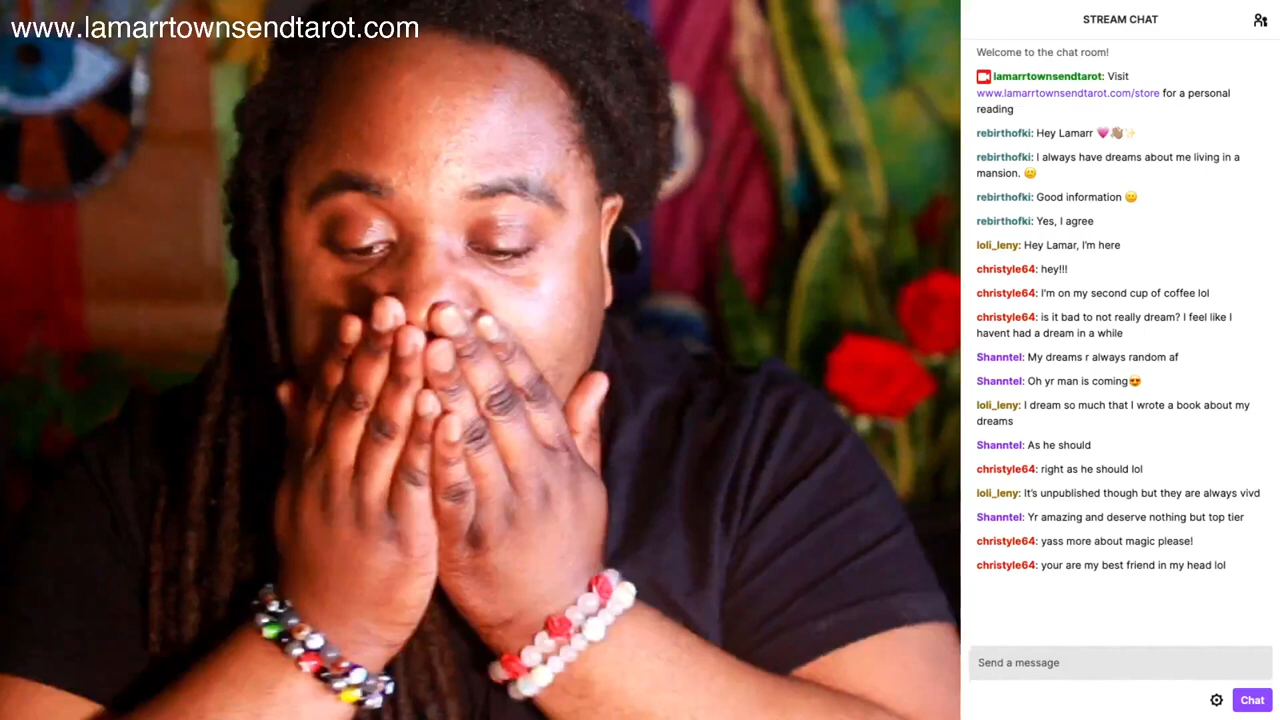 www.lamarrtownsendtarot.com
STREAM CHAT
Welcome to the chat room!
lamarrtownsendtarot: Visit
www.lamarrtownsendtarot.com/store for a personal
reading
rebirthofki: Hey Lamarr 💗👋🏽✨
rebirthofki: I always have dreams about me living in a
mansion. 🙂
rebirthofki: Good information 🙂
rebirthofki: Yes, I agree
loli_leny: Hey Lamar, I'm here
christyle64: hey!!!
christyle64: I'm on my second cup of coffee lol
christyle64: is it bad to not really dream? I feel like I
havent had a dream in a while
Shanntel: My dreams r always random af
Shanntel: Oh yr man is coming😍
loli_leny: I dream so much that I wrote a book about my
dreams
Shanntel: As he should
christyle64: right as he should lol
loli_leny: It's unpublished though but they are always vivd
Shanntel: Yr amazing and deserve nothing but top tier
christyle64: yass more about magic please!
christyle64: your are my best friend in my head lol
Send a message
Chat